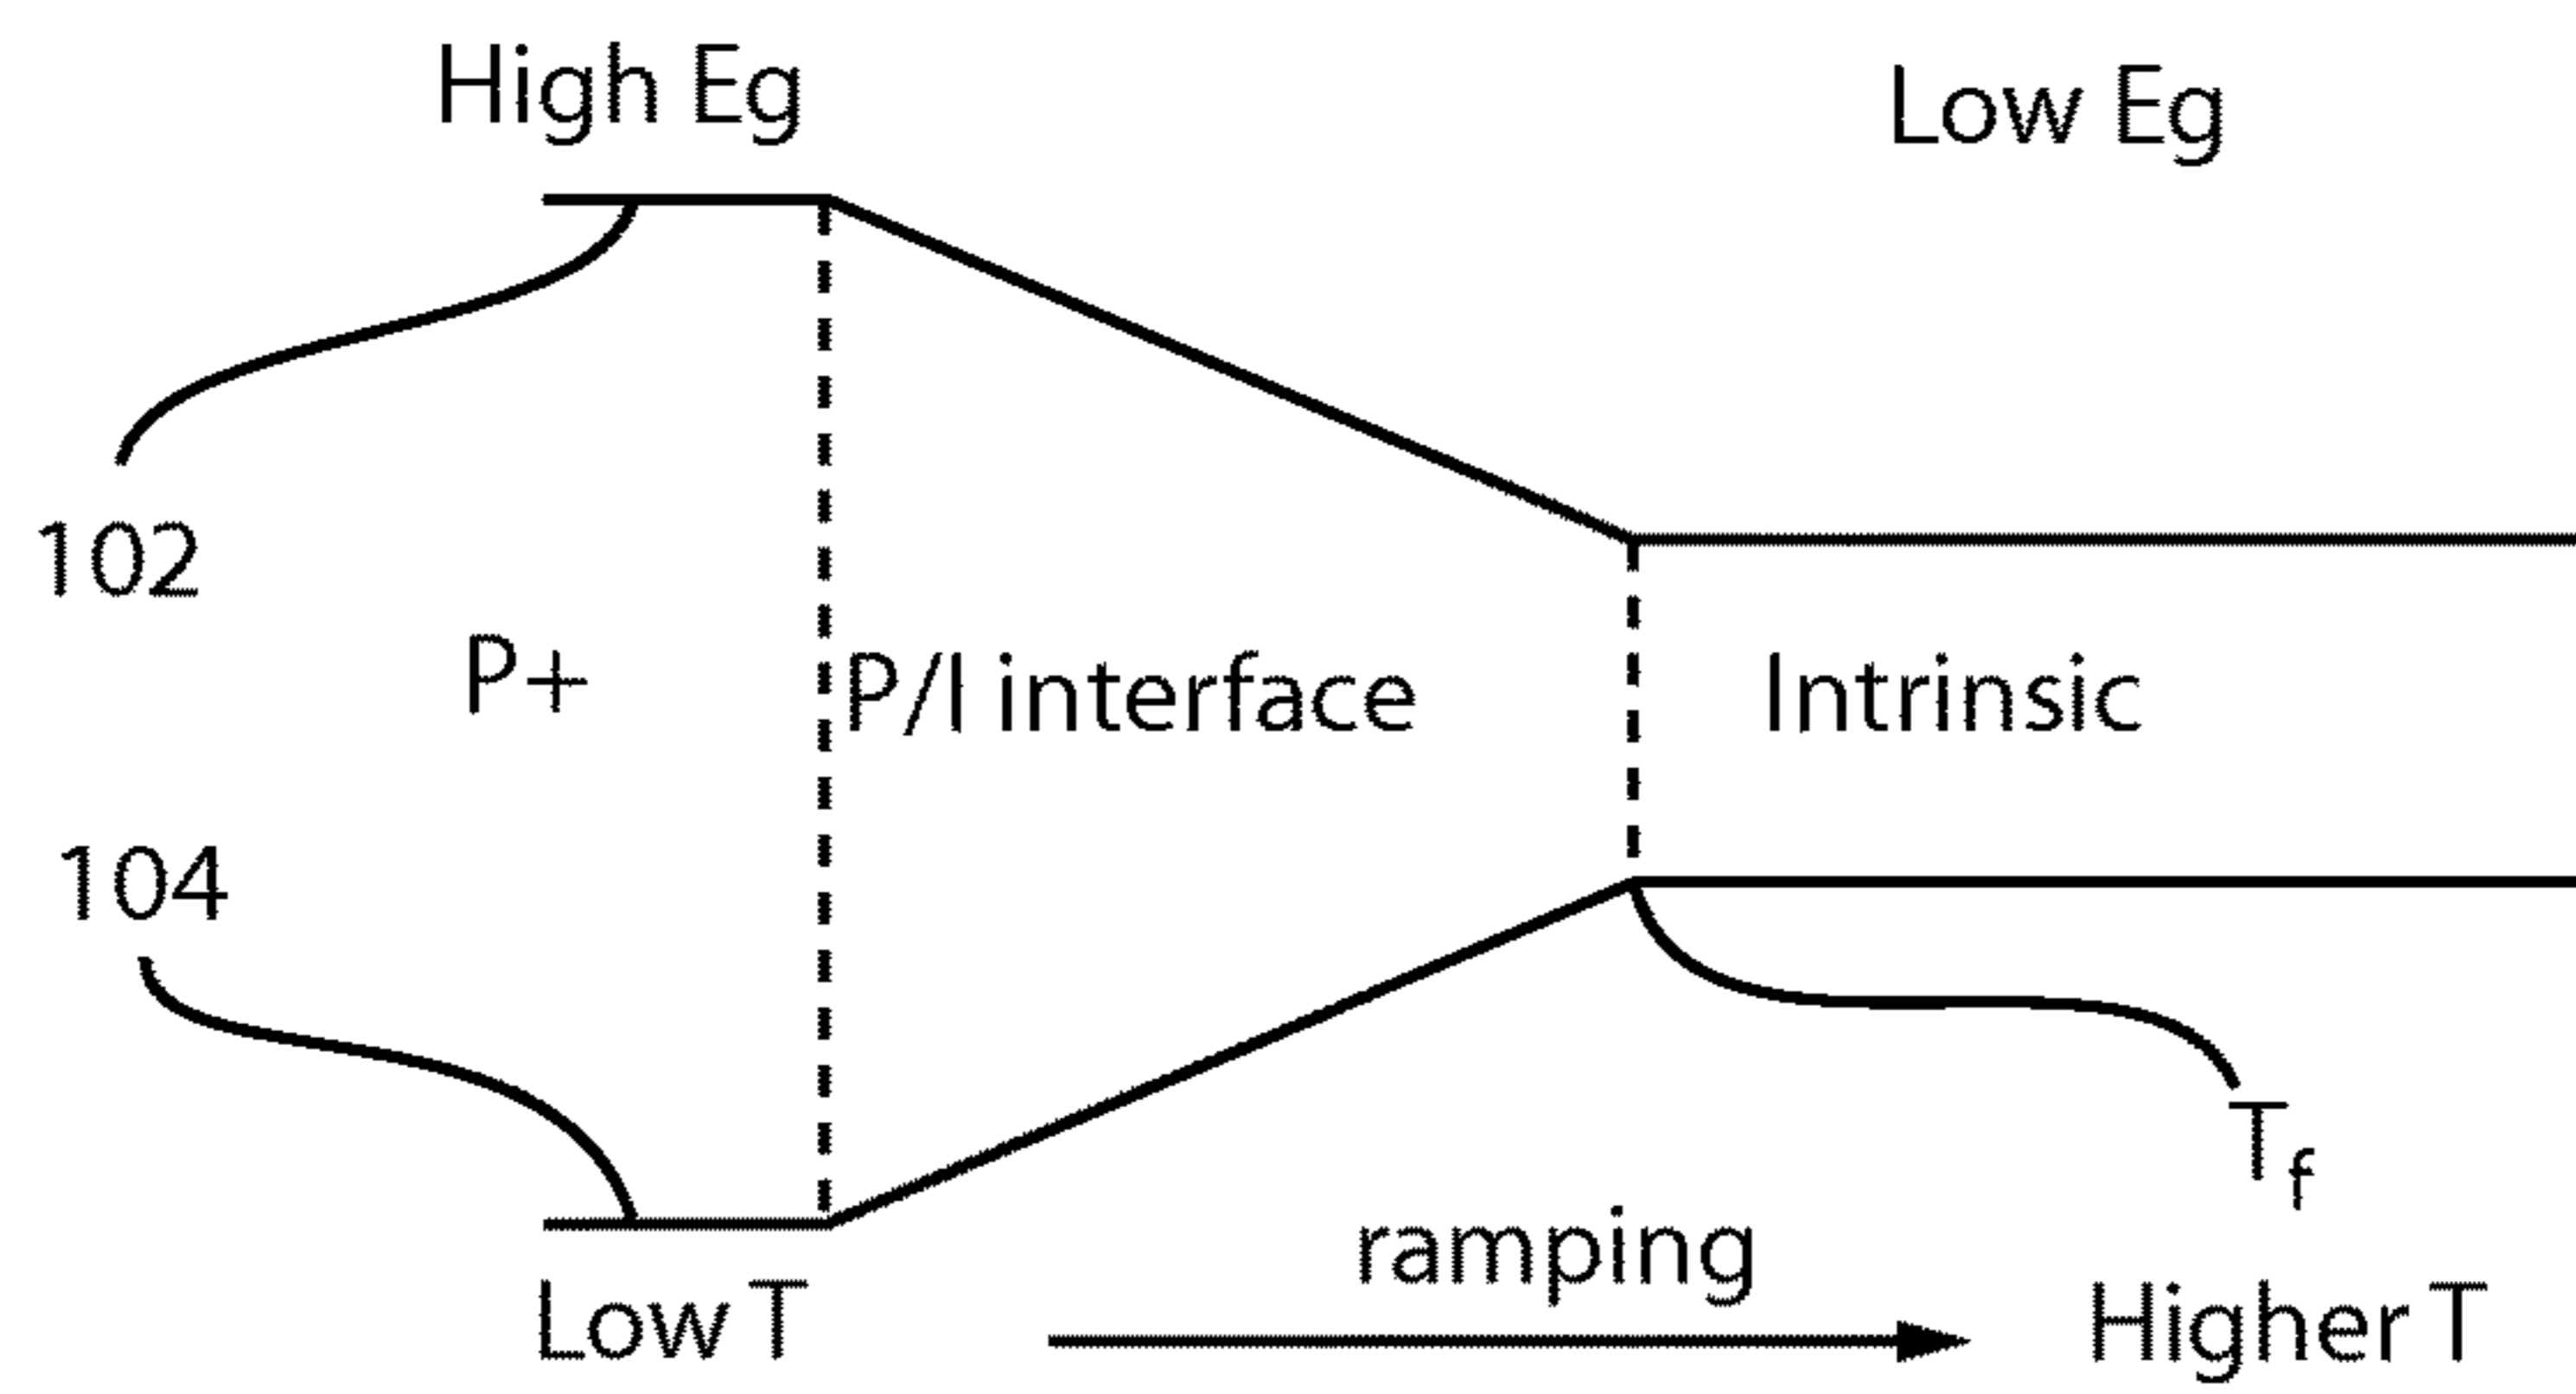 High Eg
Low Eg
102
P+
P/I interface
Intrinsic
104
Tf
ramping
Low T
Higher T